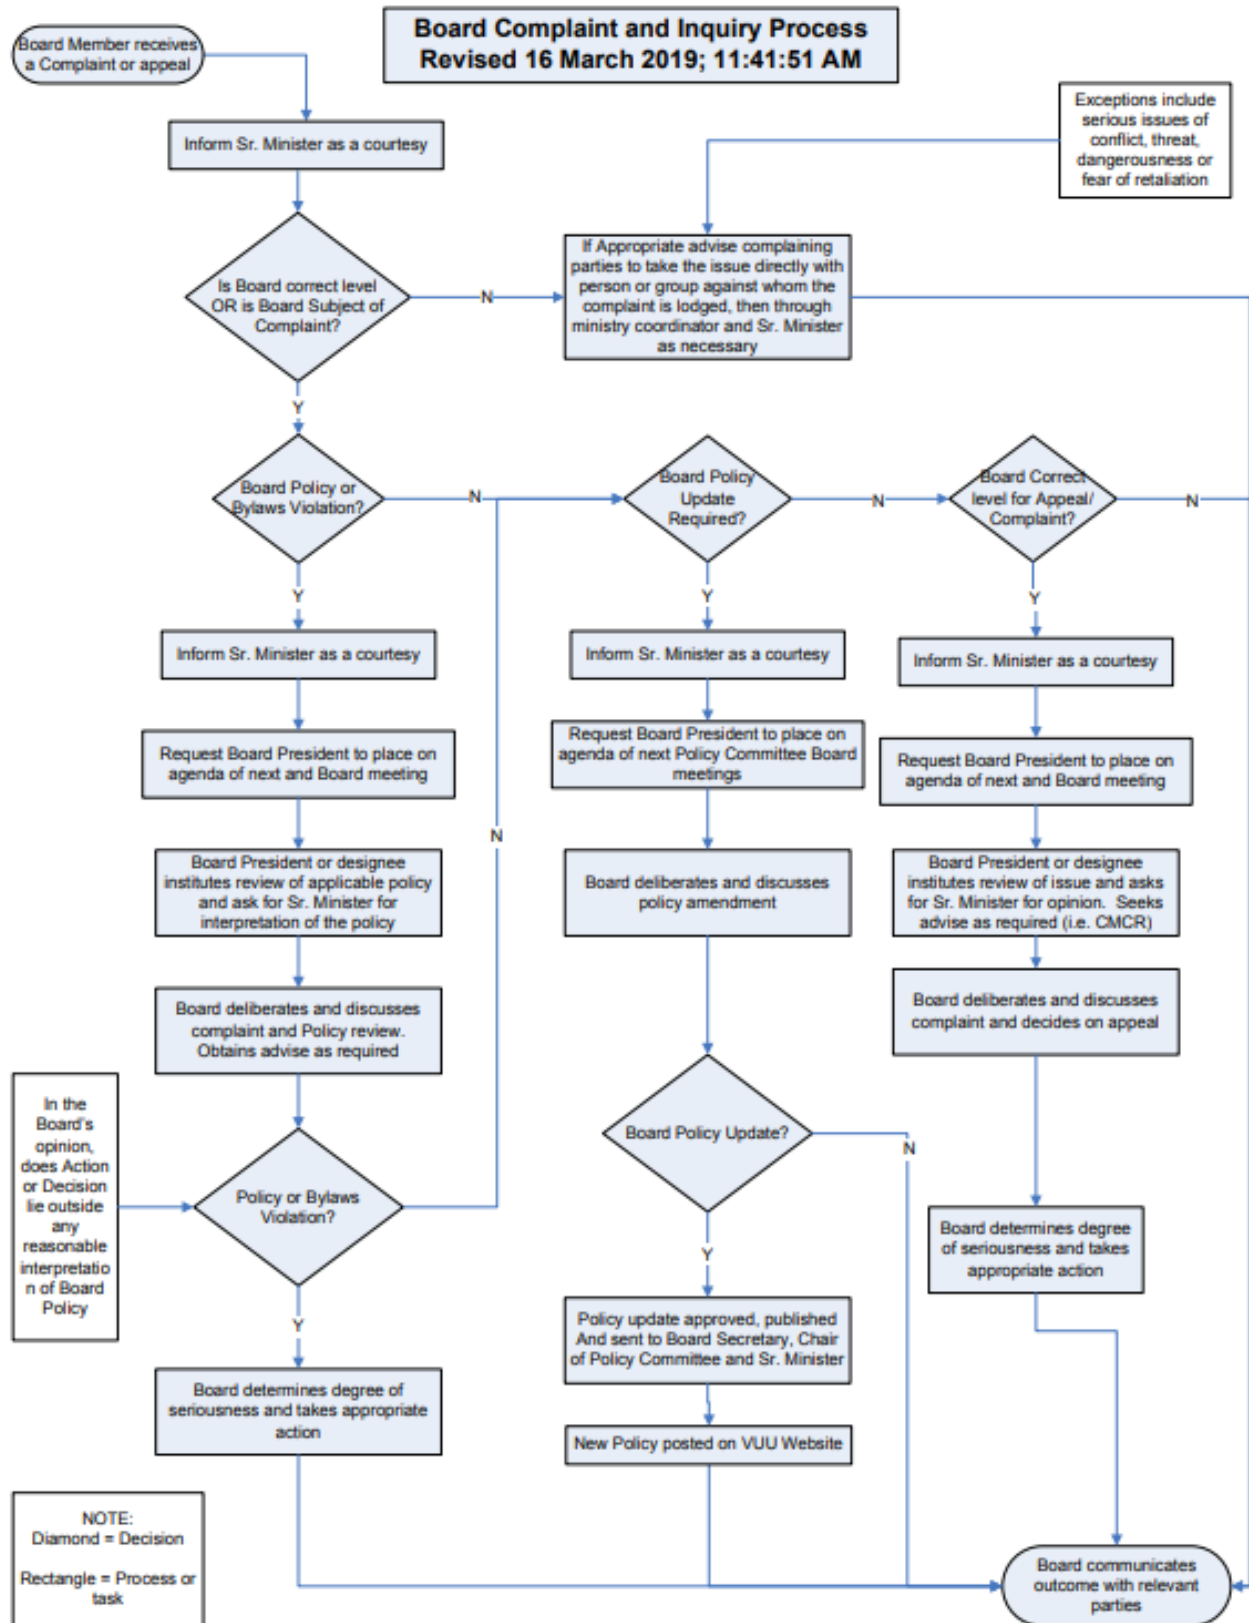 Board Complaint and Inquiry Process
Revised 16 March 2019; 11:41:51 AM
Board Member receives
a Complaint or appeal
Inform Sr. Minister as a courtesy
Exceptions include
serious issues of
conflict, threat,
dangerousness or
fear of retaliation
Is Board correct level
OR is Board Subject of
Complaint?
N
If Appropriate advise complaining
parties to take the issue directly with
person or group against whom the
complaint is lodged, then through
ministry coordinator and Sr. Minister
as necessary
Y
Board Policy or
Bylaws Violation?
N
Board Policy
Update
Required?
N
Board Correct
level for Appeal/
Complaint?
N
Y
Y
Y
Inform Sr. Minister as a courtesy
Inform Sr. Minister as a courtesy
Inform Sr. Minister as a courtesy
Request Board President to place on
agenda of next and Board meeting
Request Board President to place on
agenda of next Policy Committee Board
meetings
Request Board President to place on
agenda of next and Board meeting
N
Board President or designee
institutes review of applicable policy
and ask for Sr. Minister for
interpretation of the policy
Board deliberates and discusses
policy amendment
Board President or designee
institutes review of issue and asks
for Sr. Minister for opinion. Seeks
advise as required (i.e. CMCR)
Board deliberates and discusses
complaint and Policy review.
Obtains advise as required
Board deliberates and discusses
complaint and decides on appeal
In the
Board's
opinion,
does Action
or Decision
lie outside
any
reasonable
interpretatio
n of Board
Policy
Policy or Bylaws
Violation?
Board Policy Update?
N
Y
Y
Board determines degree
of seriousness and takes
appropriate action
Policy update approved, published
And sent to Board Secretary, Chair
of Policy Committee and Sr. Minister
Board determines degree of
seriousness and takes appropriate
action
New Policy posted on VUU Website
NOTE:
Diamond = Decision
Rectangle = Process or
task
Board communicates
outcome with relevant
parties